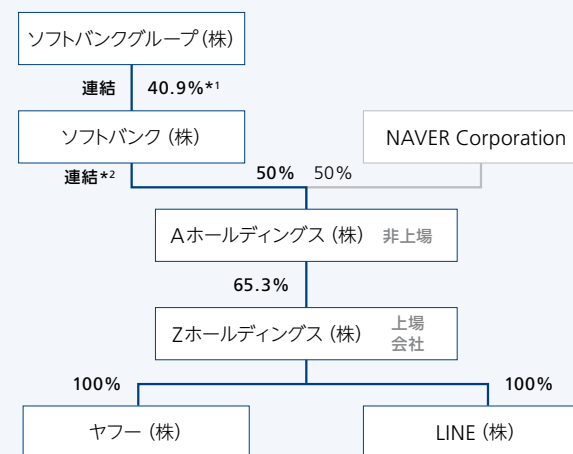 ソフトバンクグループ（株）
連結 40.9%*1
ソフトバンク（株）
NAVER Corporation
連結*2
50% 50%
Aホールディングス（株） 非上場
65.3%
Zホールディングス（株） 上場
会社
100% 100%
ヤフー（株） LINE（株）